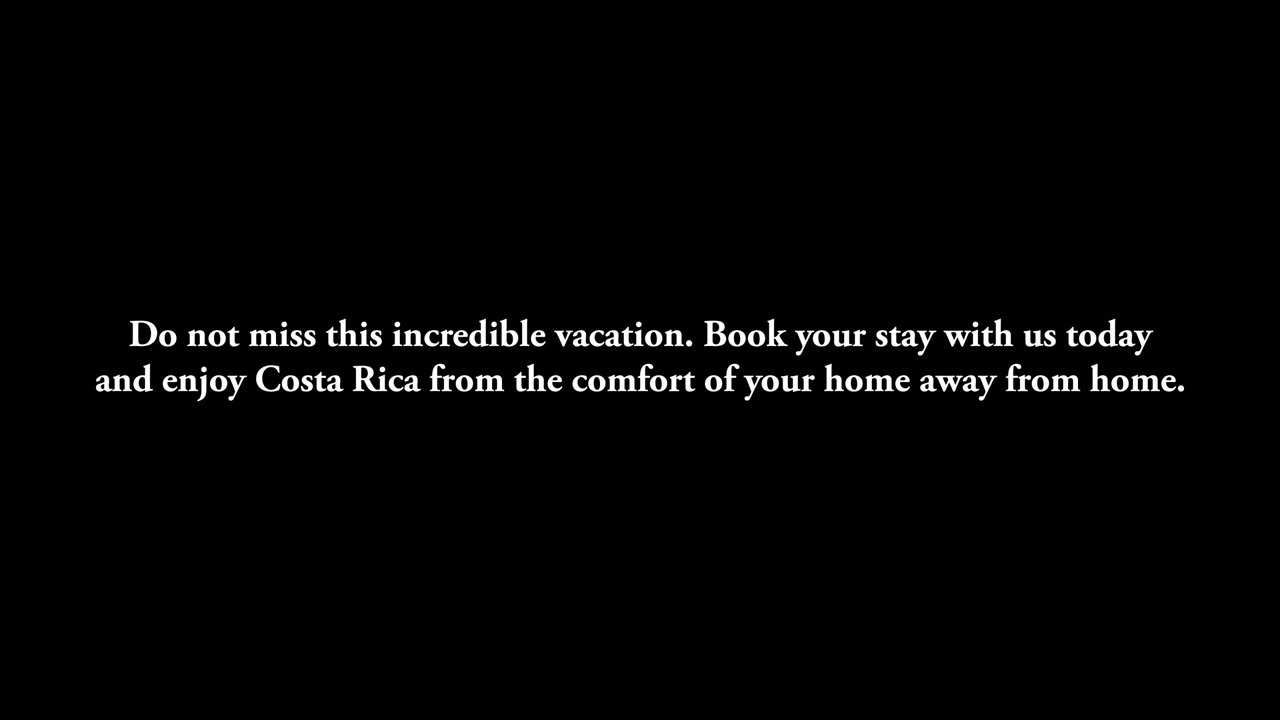 Do not miss this incredible vacation. Book your stay with us today
and enjoy Costa Rica from the comfort of your home away from home.